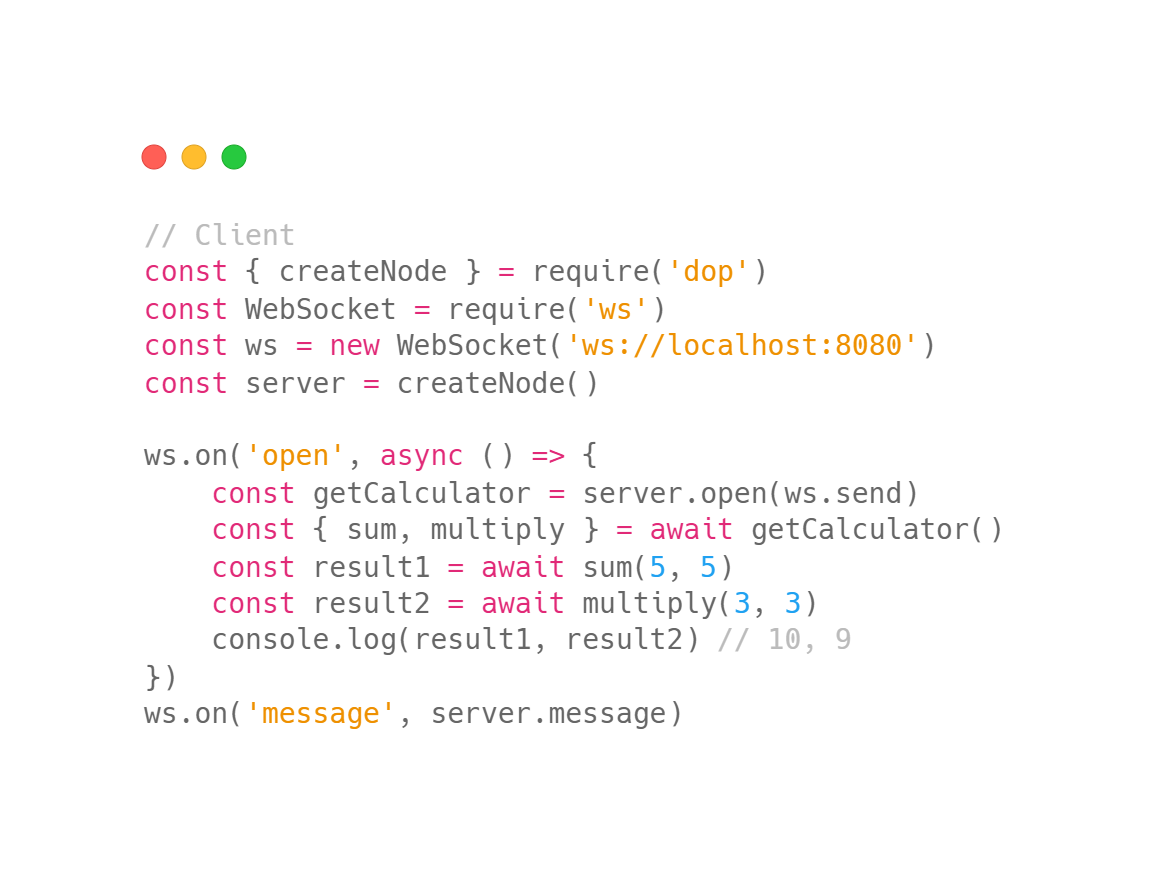 // Client
const { createNode } = require('dop')
const WebSocket = require('ws')
const ws = new WebSocket('ws://localhost:8080')
const server = createNode()

ws.on('open', async () => {
    const getCalculator = server.open(ws.send)
    const { sum, multiply } = await getCalculator()
    const result1 = await sum(5, 5)
    const result2 = await multiply(3, 3)
    console.log(result1, result2) // 10, 9
})
ws.on('message', server.message)